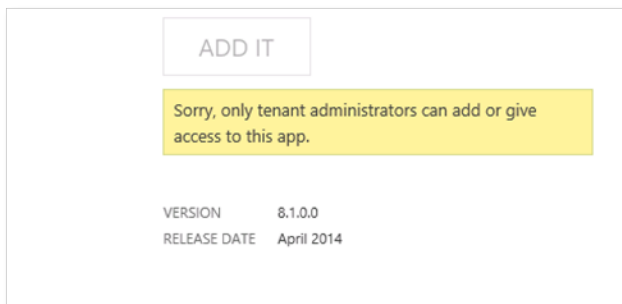 ADD IT
Sorry, only tenant administrators can add or give
access to this app.
VERSION 8.1.0.0
RELEASE DATE April 2014